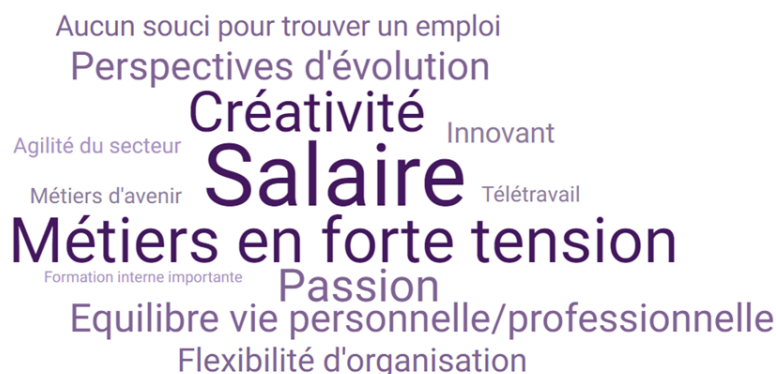 Aucun souci pour trouver un emploi
Perspectives d'évolution
Créativité
Innovant
Agilité du secteur
Salaire
Métiers d'avenir
Télétravail
Métiers en forte tension
Formation interne importante
Passion
Equilibre vie personnelle/professionnelle
Flexibilité d'organisation